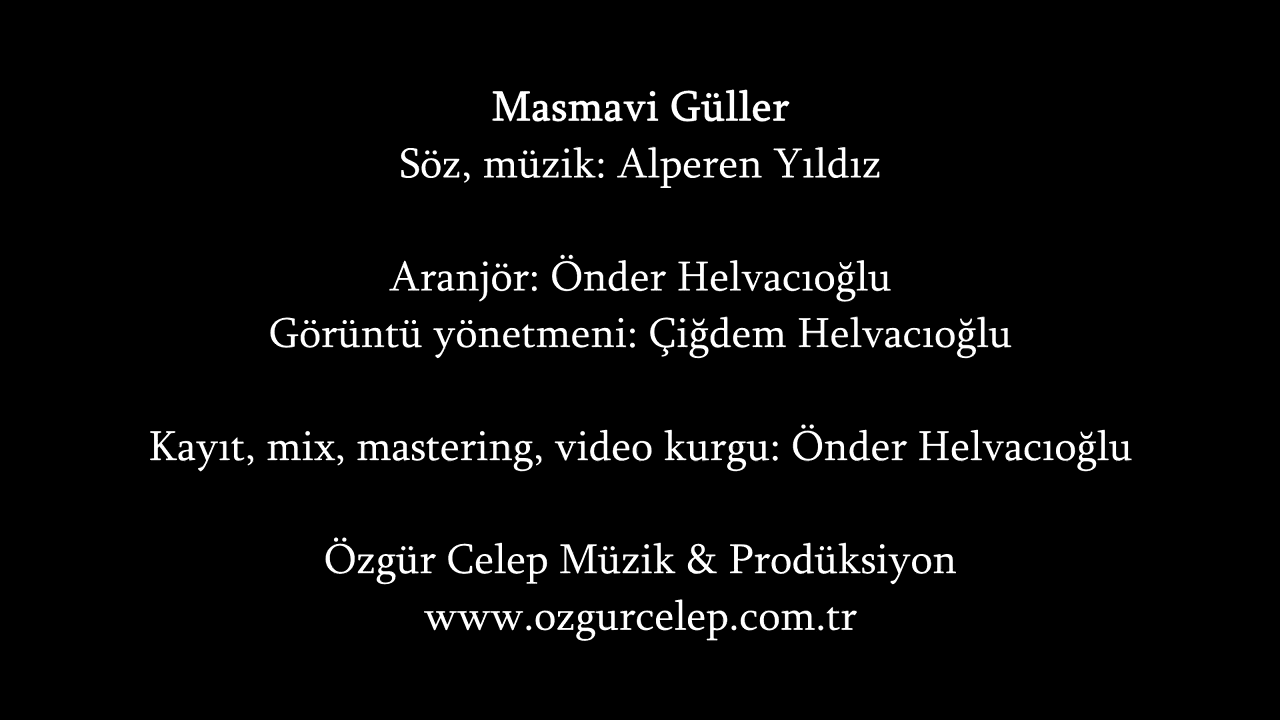 Masmavi Güller
Söz, müzik: Alperen Yıldız
Aranjör: Önder Helvacıoğlu
Görüntü yönetmeni: Çiğdem Helvacıoğlu
Kayıt, mix, mastering, video kurgu: Önder Helvacıoğlu
Özgür Celep Müzik & Prodüksiyon
www.ozgurcelep.com.tr